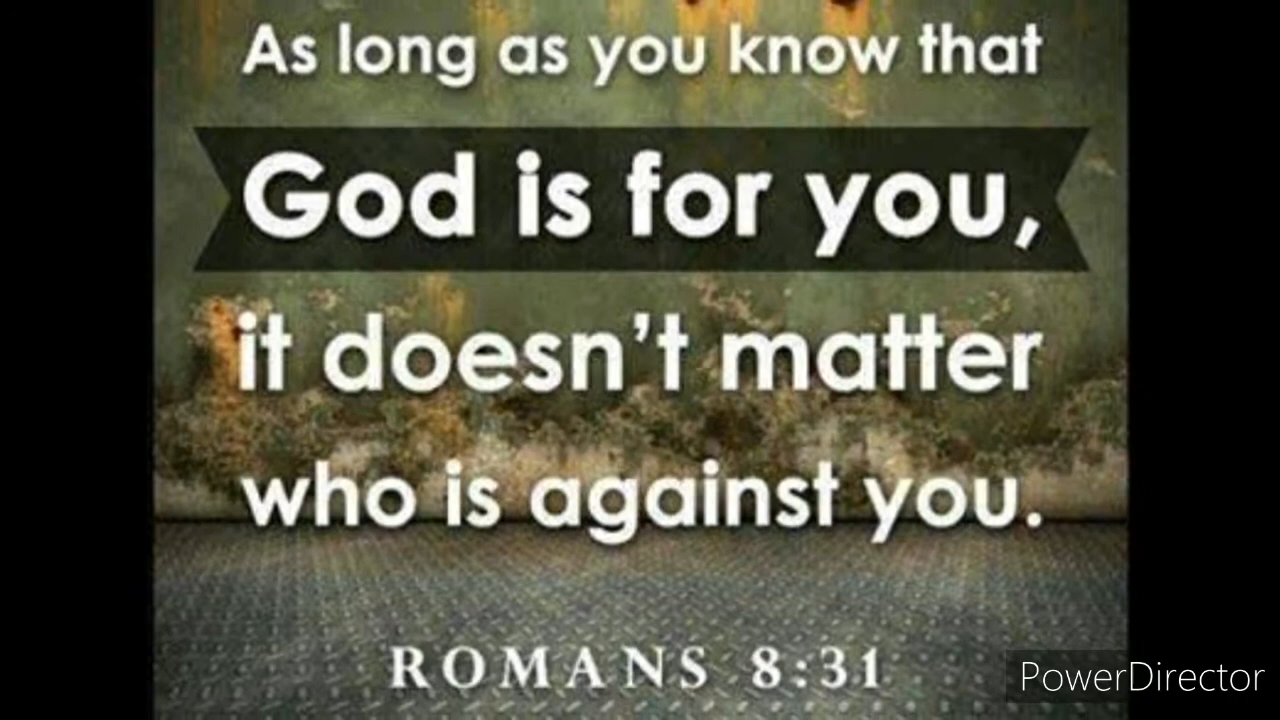 As long as you know that
God is for you,
it doesn't matter
who is against you.
ROMANS 8:31
PowerDirector